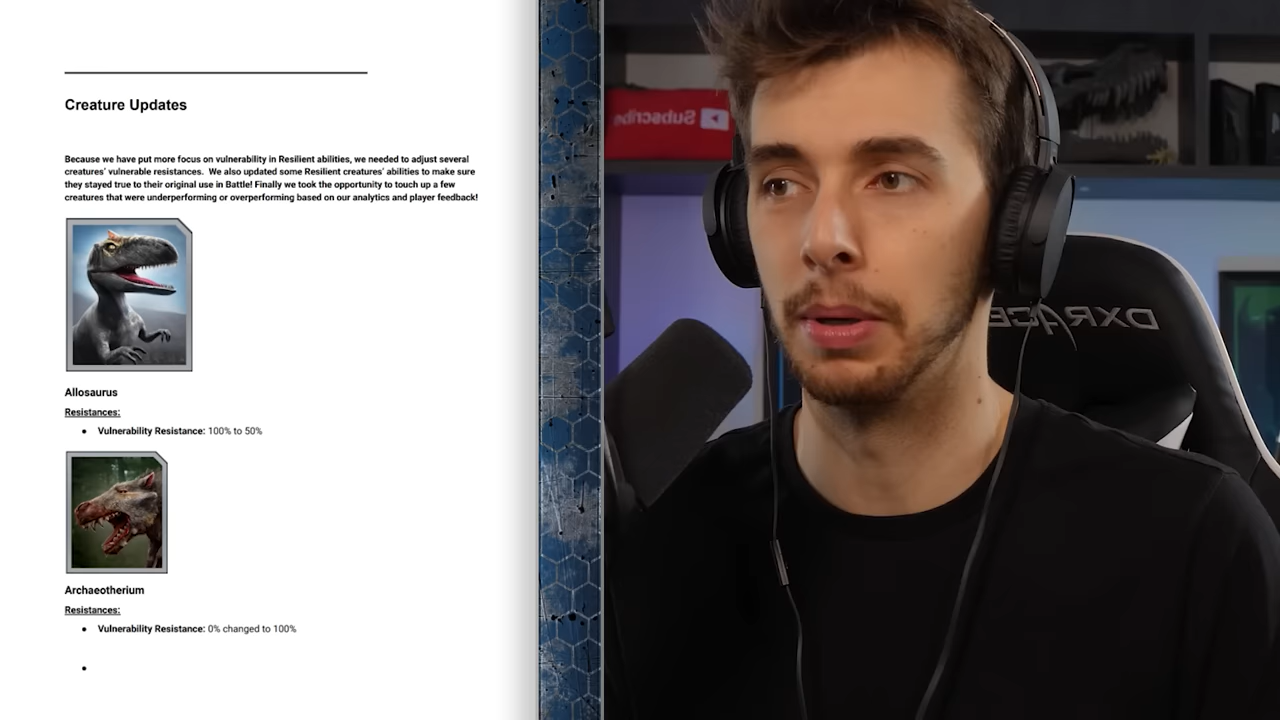 Creature Updates
Because we have put more focus on vulnerability in Resilient abilities, we needed to adjust several
creatures' vulnerable resistances.  We also updated some Resilient creatures' abilities to make sure
they stayed true to their original use in Battle! Finally we took the opportunity to touch up a few
creatures that were underperforming or overperforming based on our analytics and player feedback!
Allosaurus
Resistances:
• Vulnerability Resistance: 100% to 50%
Archaeotherium
Resistances:
• Vulnerability Resistance: 0% changed to 100%
•
Subscribe
DXRACER